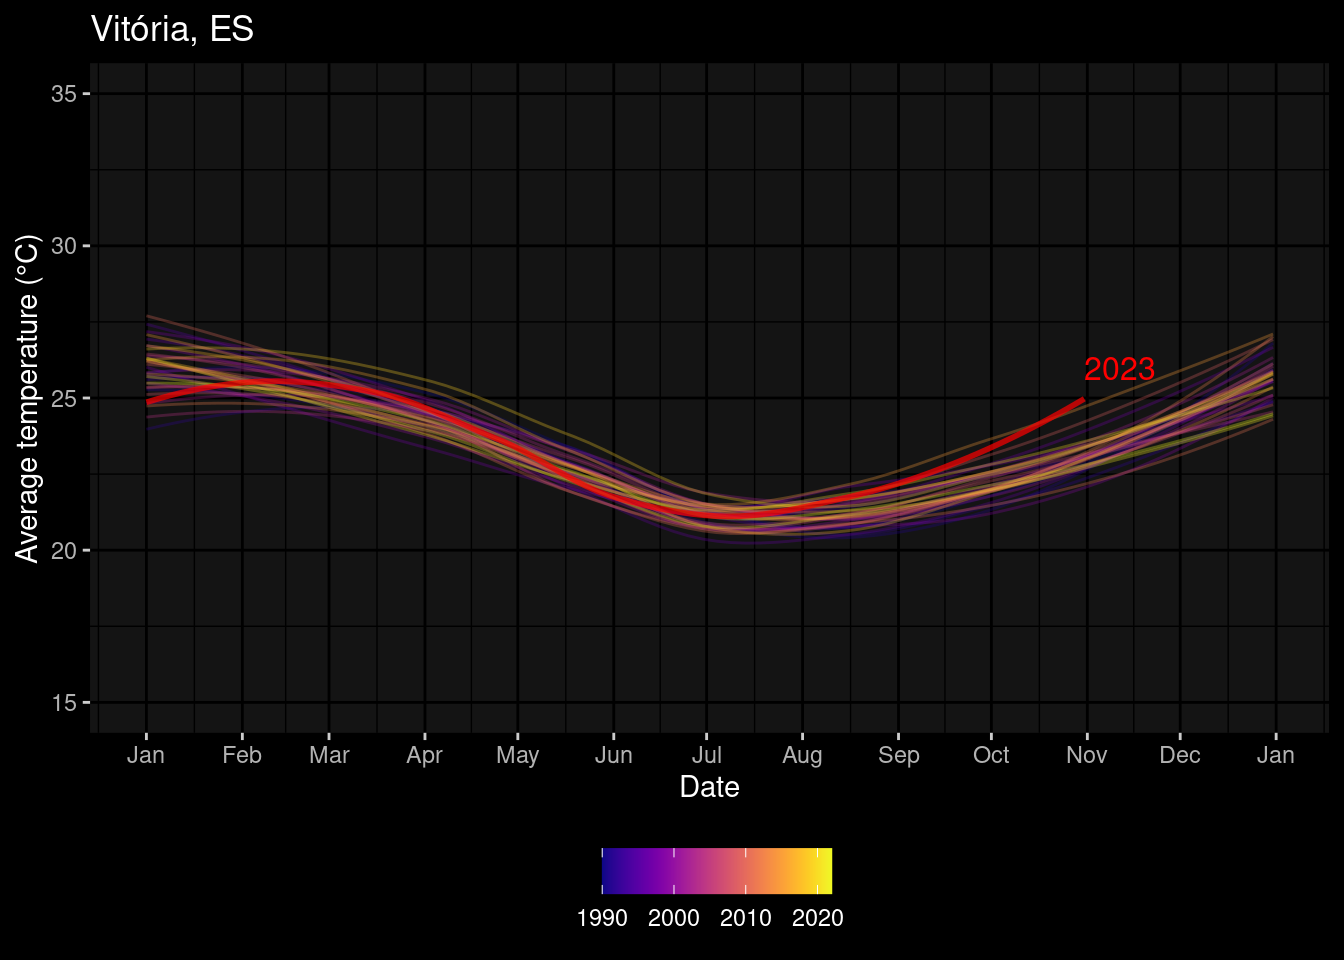 Vitória, ES
Average temperature (°C)
35
30
25
20
15
2023
Jan Feb Mar Apr May Jun Jul Aug Sep Oct Nov Dec Jan
Date
1990 2000 2010 2020